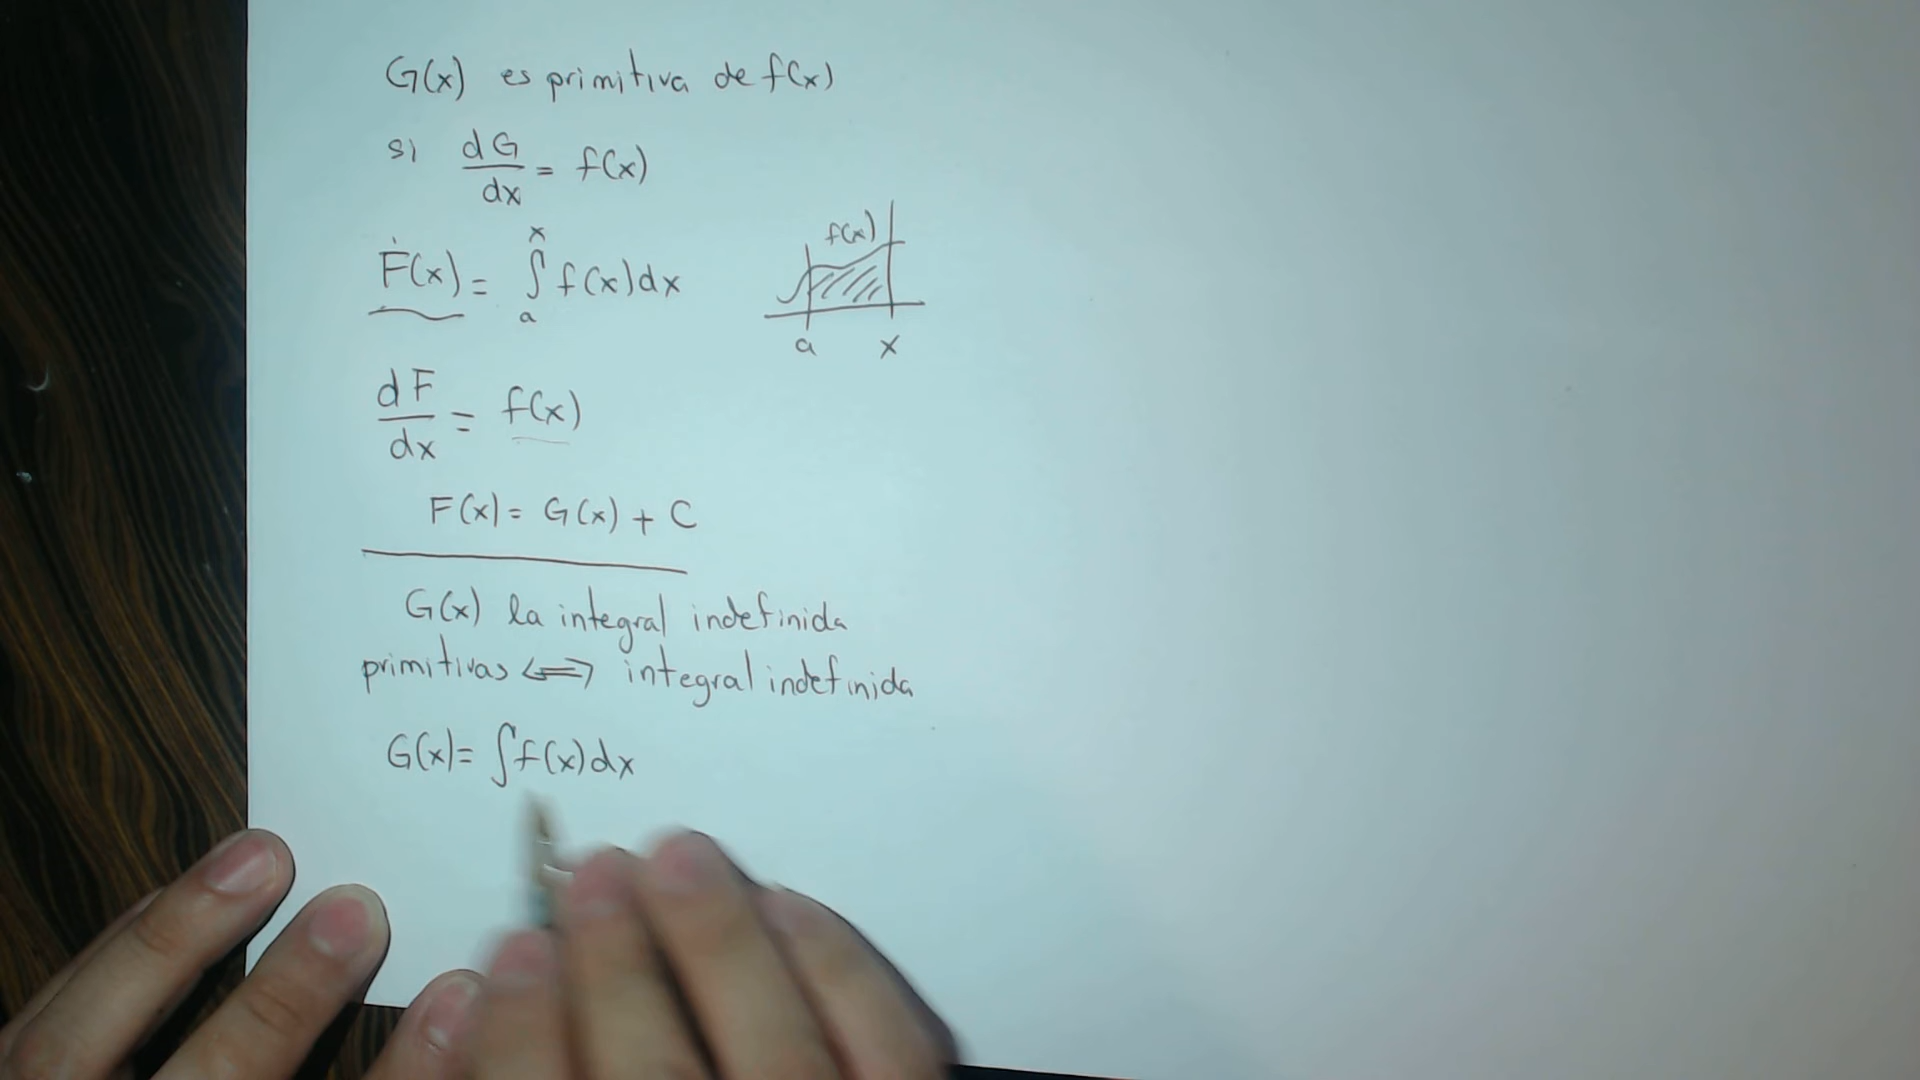 G(x) es primitiva de f(x)
si dG/dx = f(x)
F(x) = ∫ₐˣ f(x)dx
f(x)
a x
dF/dx = f(x)
F(x) = G(x) + C
G(x) la integral indefinida
primitivas ⟺ integral indefinida
G(x) = ∫f(x)dx